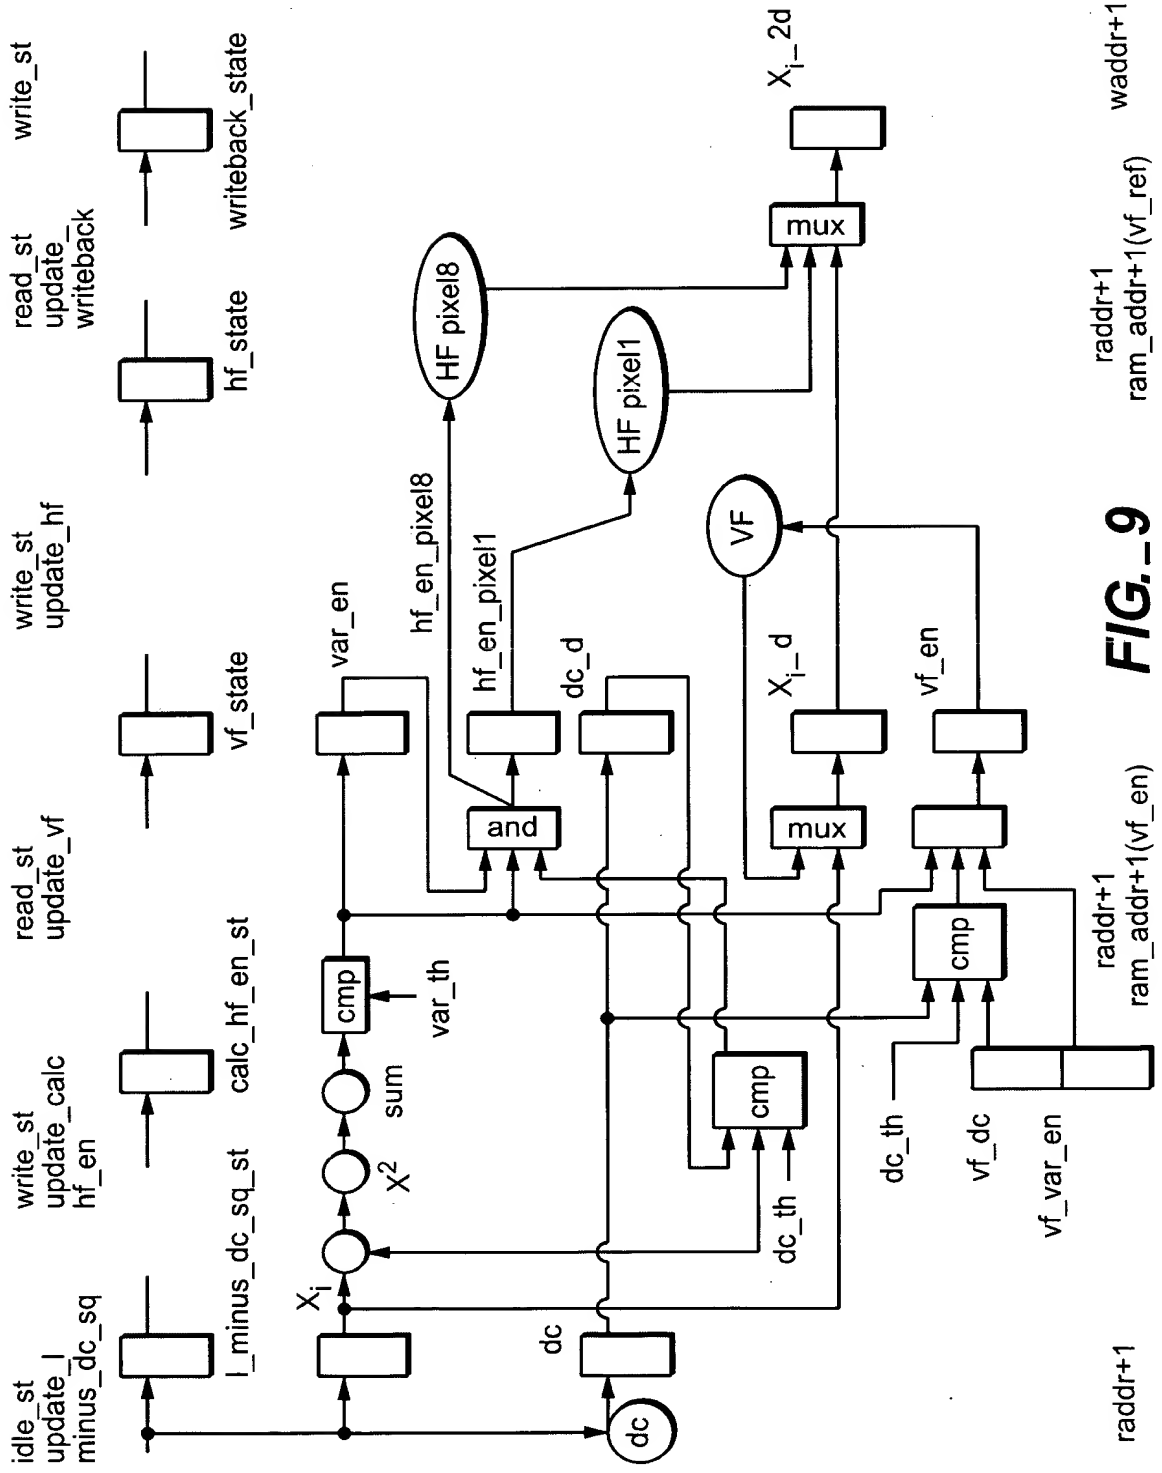 idle_st
update_I
minus_dc_sq
write_st
update_calc
hf_en
read_st
update_vf
write_st
update_hf
read_st
update_
writeback
write_st
I_minus_dc_sq_st
calc_hf_en_st
vf_state
hf_state
writeback_state
Xi
X2
sum
cmp
var_th
var_en
hf_en_pixel8
HF pixel8
and
hf_en_pixel1
HF pixel1
dc
dc
dc_d
dc_th
cmp
VF
mux
Xi_d
mux
Xi_2d
dc_th
vf_dc
vf_var_en
cmp
vf_en
raddr+1
raddr+1
ram_addr+1(vf_en)
raddr+1
ram_addr+1(vf_ref)
waddr+1
FIG._9